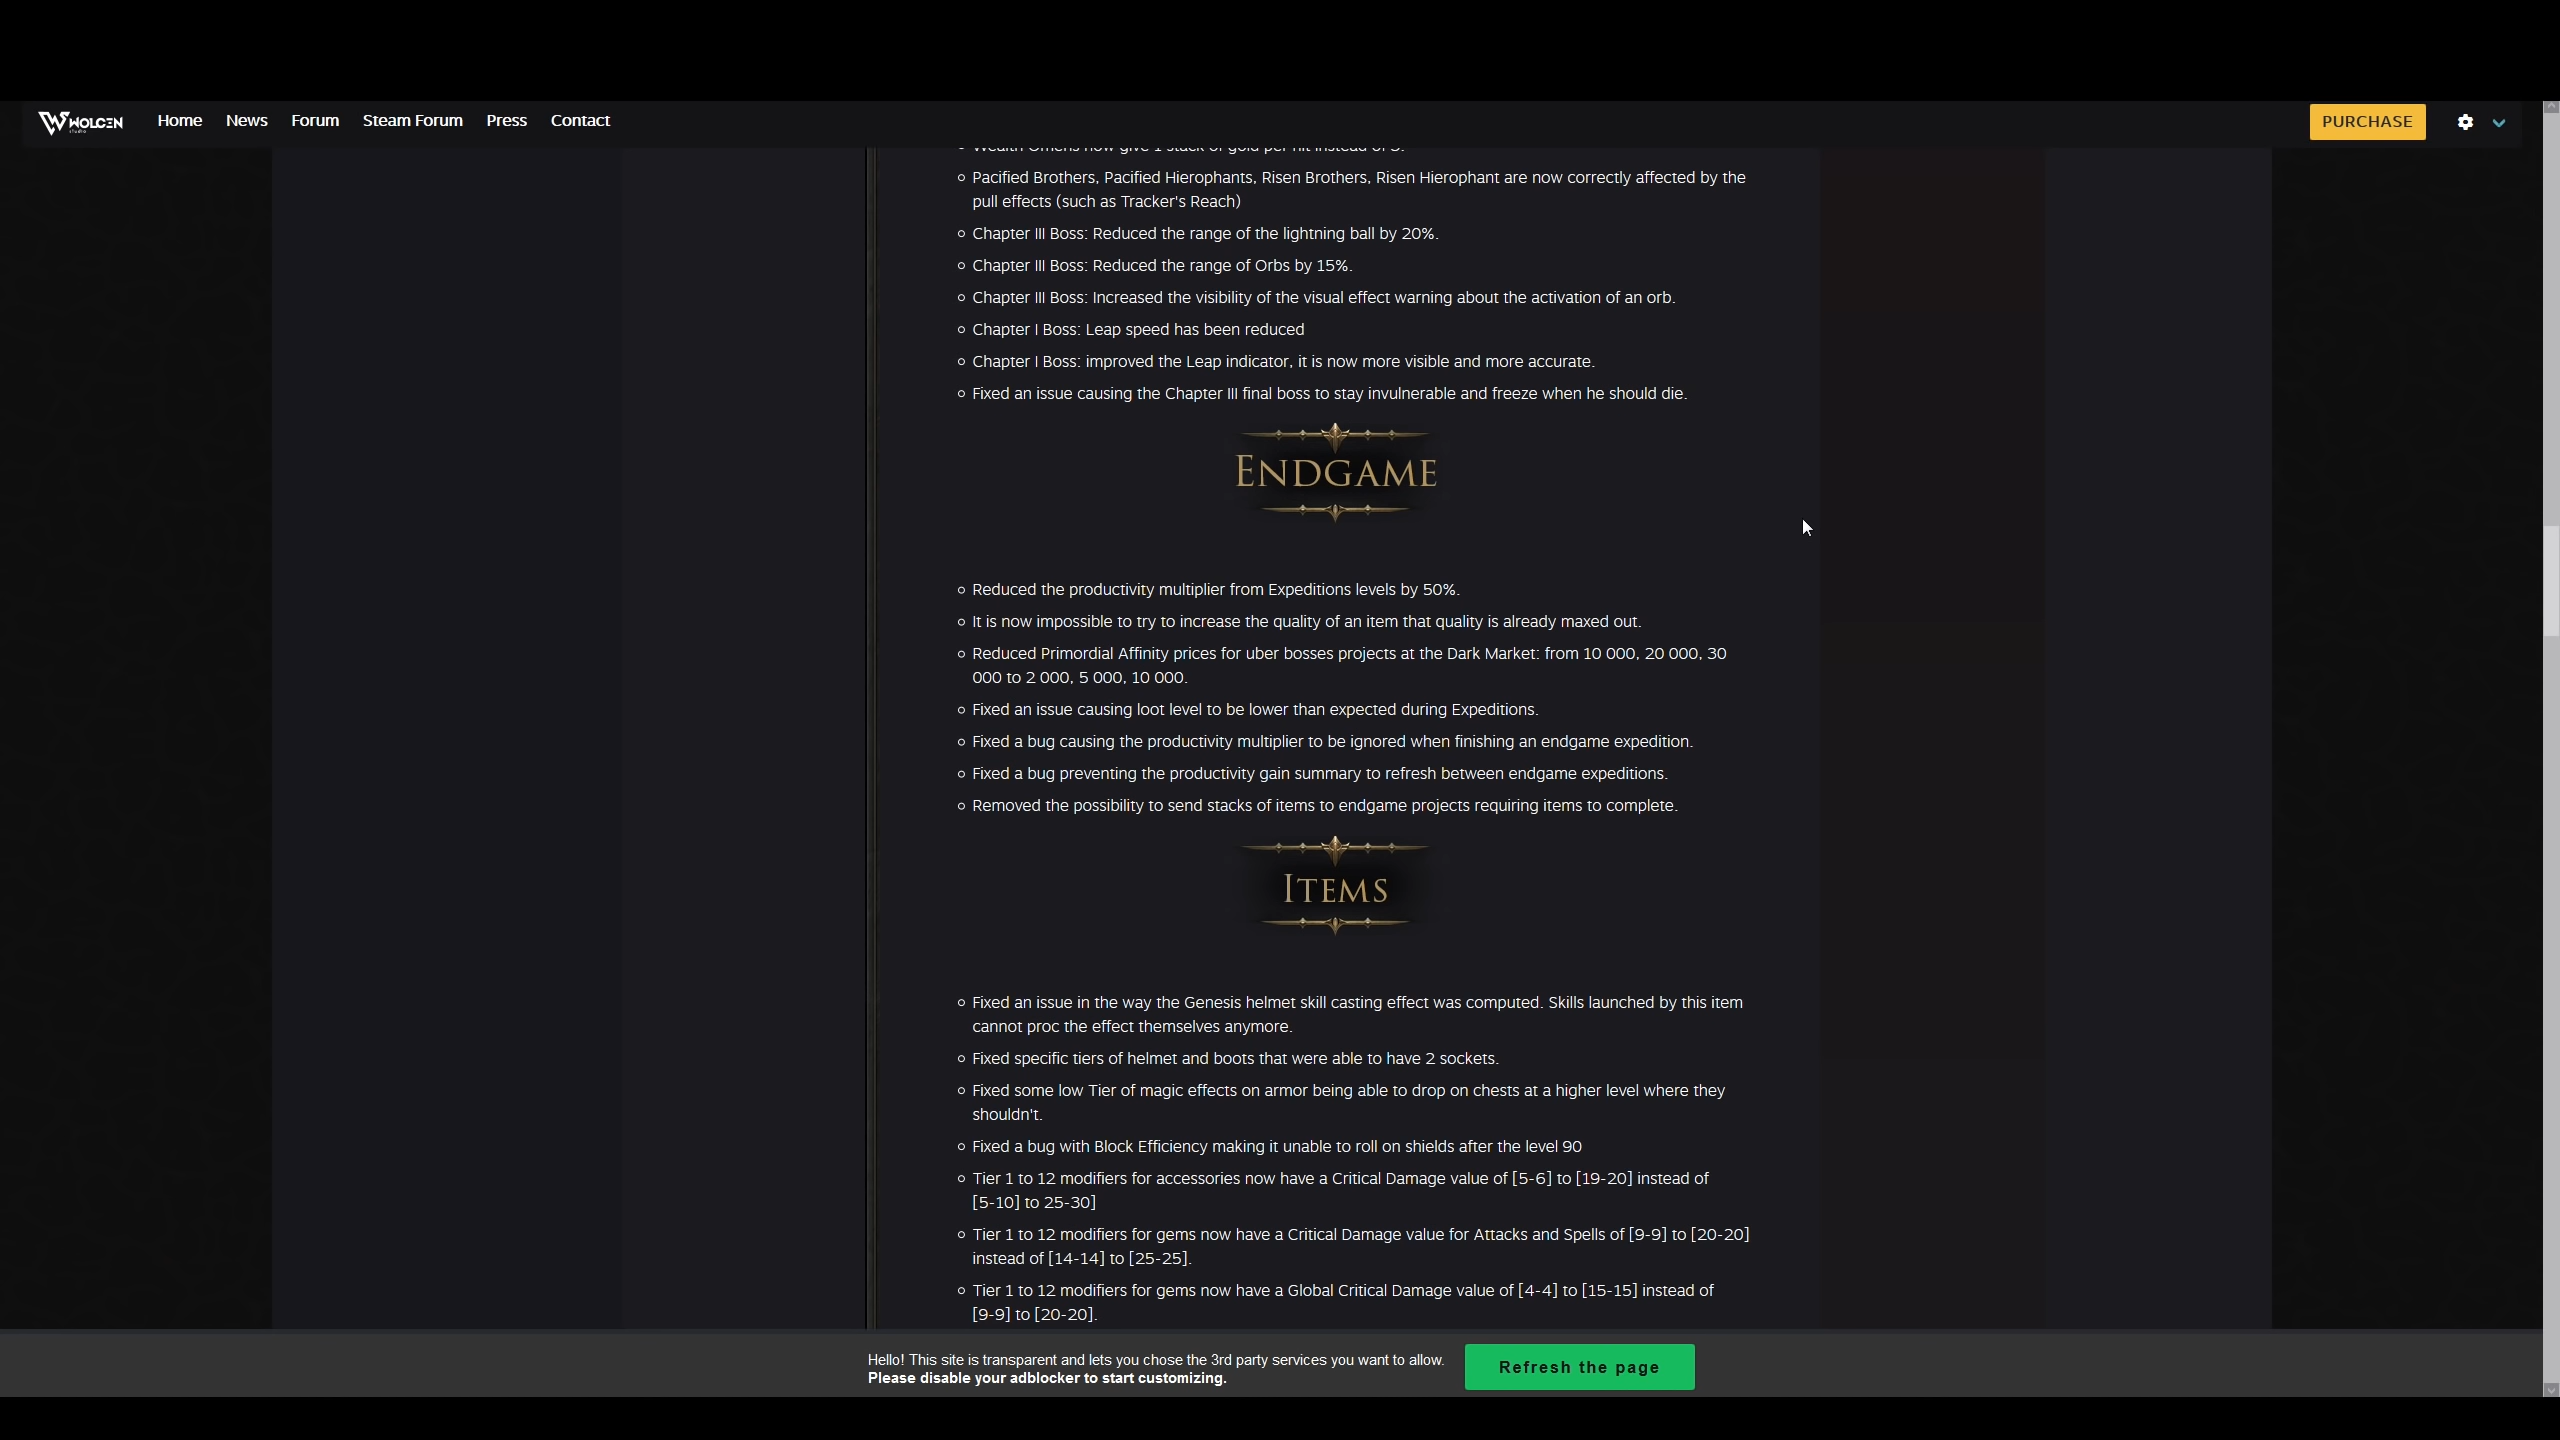 WOLCEN
studio
Home
News
Forum
Steam Forum
Press
Contact
PURCHASE
Wealth Omens now give 1 stack of gold per hit instead of 3.
Pacified Brothers, Pacified Hierophants, Risen Brothers, Risen Hierophant are now correctly affected by the
pull effects (such as Tracker's Reach)
Chapter III Boss: Reduced the range of the lightning ball by 20%.
Chapter III Boss: Reduced the range of Orbs by 15%.
Chapter III Boss: Increased the visibility of the visual effect warning about the activation of an orb.
Chapter I Boss: Leap speed has been reduced
Chapter I Boss: improved the Leap indicator, it is now more visible and more accurate.
Fixed an issue causing the Chapter III final boss to stay invulnerable and freeze when he should die.
ENDGAME
Reduced the productivity multiplier from Expeditions levels by 50%.
It is now impossible to try to increase the quality of an item that quality is already maxed out.
Reduced Primordial Affinity prices for uber bosses projects at the Dark Market: from 10 000, 20 000, 30
000 to 2 000, 5 000, 10 000.
Fixed an issue causing loot level to be lower than expected during Expeditions.
Fixed a bug causing the productivity multiplier to be ignored when finishing an endgame expedition.
Fixed a bug preventing the productivity gain summary to refresh between endgame expeditions.
Removed the possibility to send stacks of items to endgame projects requiring items to complete.
ITEMS
Fixed an issue in the way the Genesis helmet skill casting effect was computed. Skills launched by this item
cannot proc the effect themselves anymore.
Fixed specific tiers of helmet and boots that were able to have 2 sockets.
Fixed some low Tier of magic effects on armor being able to drop on chests at a higher level where they
shouldn't.
Fixed a bug with Block Efficiency making it unable to roll on shields after the level 90
Tier 1 to 12 modifiers for accessories now have a Critical Damage value of [5-6] to [19-20] instead of
[5-10] to 25-30]
Tier 1 to 12 modifiers for gems now have a Critical Damage value for Attacks and Spells of [9-9] to [20-20]
instead of [14-14] to [25-25].
Tier 1 to 12 modifiers for gems now have a Global Critical Damage value of [4-4] to [15-15] instead of
[9-9] to [20-20].
Hello! This site is transparent and lets you chose the 3rd party services you want to allow.
Please disable your adblocker to start customizing.
Refresh the page